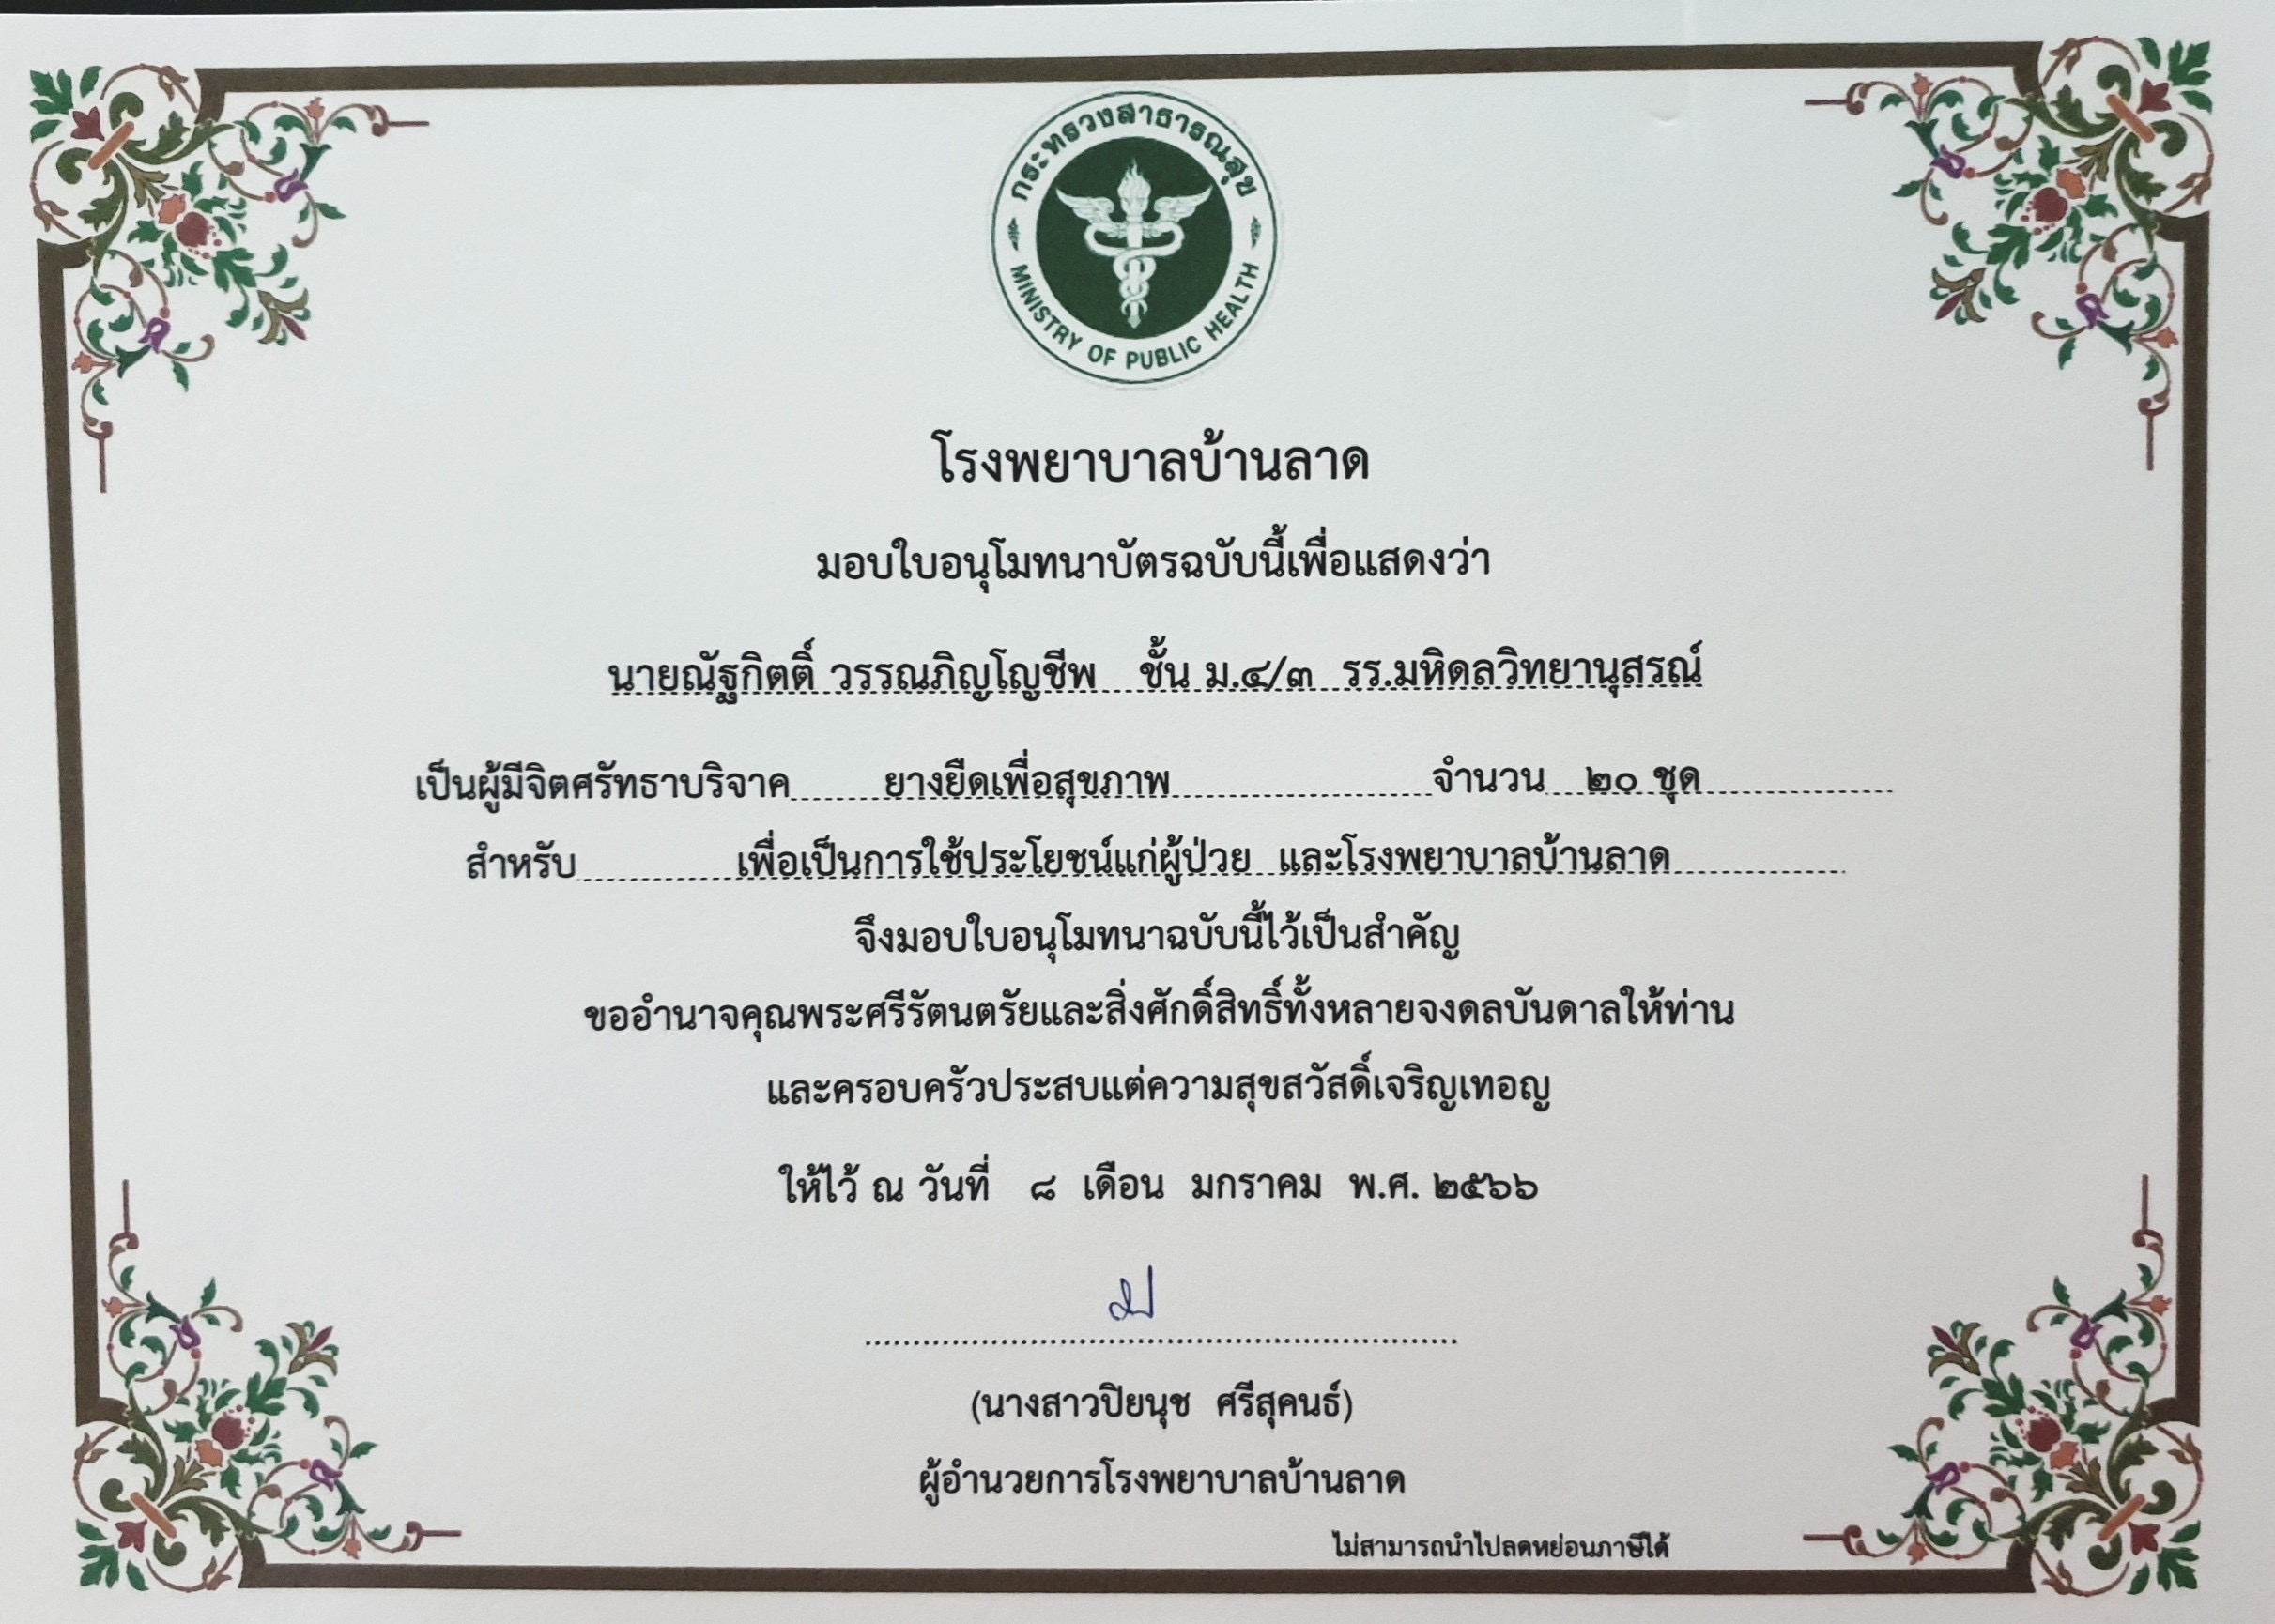 กระทรวงสาธารณสุข
MINISTRY OF PUBLIC HEALTH
โรงพยาบาลบ้านลาด
มอบใบอนุโมทนาบัตรฉบับนี้เพื่อแสดงว่า
นายณัฐกิตติ์ วรรณภิญโญชีพ ชั้น ม.๔/๓ รร.มหิดลวิทยานุสรณ์
เป็นผู้มีจิตศรัทธาบริจาค ยางยืดเพื่อสุขภาพ จำนวน ๒๐ ชุด
สำหรับ เพื่อเป็นการใช้ประโยชน์แก่ผู้ป่วย และโรงพยาบาลบ้านลาด
จึงมอบใบอนุโมทนาฉบับนี้ไว้เป็นสำคัญ
ขออำนาจคุณพระศรีรัตนตรัยและสิ่งศักดิ์สิทธิ์ทั้งหลายจงดลบันดาลให้ท่าน
และครอบครัวประสบแต่ความสุขสวัสดิ์เจริญเทอญ
ให้ไว้ ณ วันที่ ๘ เดือน มกราคม พ.ศ. ๒๕๖๖
(นางสาวปิยนุช ศรีสุคนธ์)
ผู้อำนวยการโรงพยาบาลบ้านลาด
ไม่สามารถนำไปลดหย่อนภาษีได้